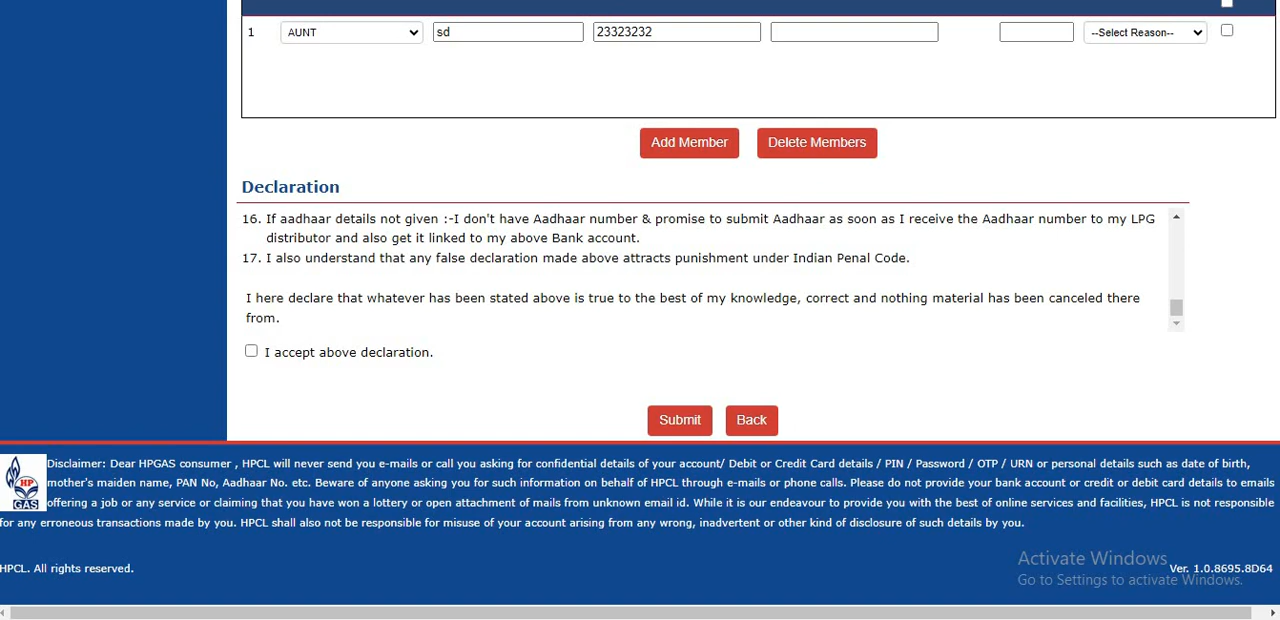 1 AUNT sd 23323232 --Select Reason--
Add Member Delete Members
Declaration
16. If aadhaar details not given :-I don't have Aadhaar number & promise to submit Aadhaar as soon as I receive the Aadhaar number to my LPG
distributor and also get it linked to my above Bank account.
17. I also understand that any false declaration made above attracts punishment under Indian Penal Code.
I here declare that whatever has been stated above is true to the best of my knowledge, correct and nothing material has been canceled there
from.
I accept above declaration.
Submit Back
HP
GAS
Disclaimer: Dear HPGAS consumer , HPCL will never send you e-mails or call you asking for confidential details of your account/ Debit or Credit Card details / PIN / Password / OTP / URN or personal details such as date of birth,
mother's maiden name, PAN No, Aadhaar No. etc. Beware of anyone asking you for such information on behalf of HPCL through e-mails or phone calls. Please do not provide your bank account or credit or debit card details to emails
offering a job or any service or claiming that you have won a lottery or open attachment of mails from unknown email id. While it is our endeavour to provide you with the best of online services and facilities, HPCL is not responsible
for any erroneous transactions made by you. HPCL shall also not be responsible for misuse of your account arising from any wrong, inadvertent or other kind of disclosure of such details by you.
Activate Windows
HPCL. All rights reserved. Ver. 1.0.8695.8D64
Go to Settings to activate Windows.